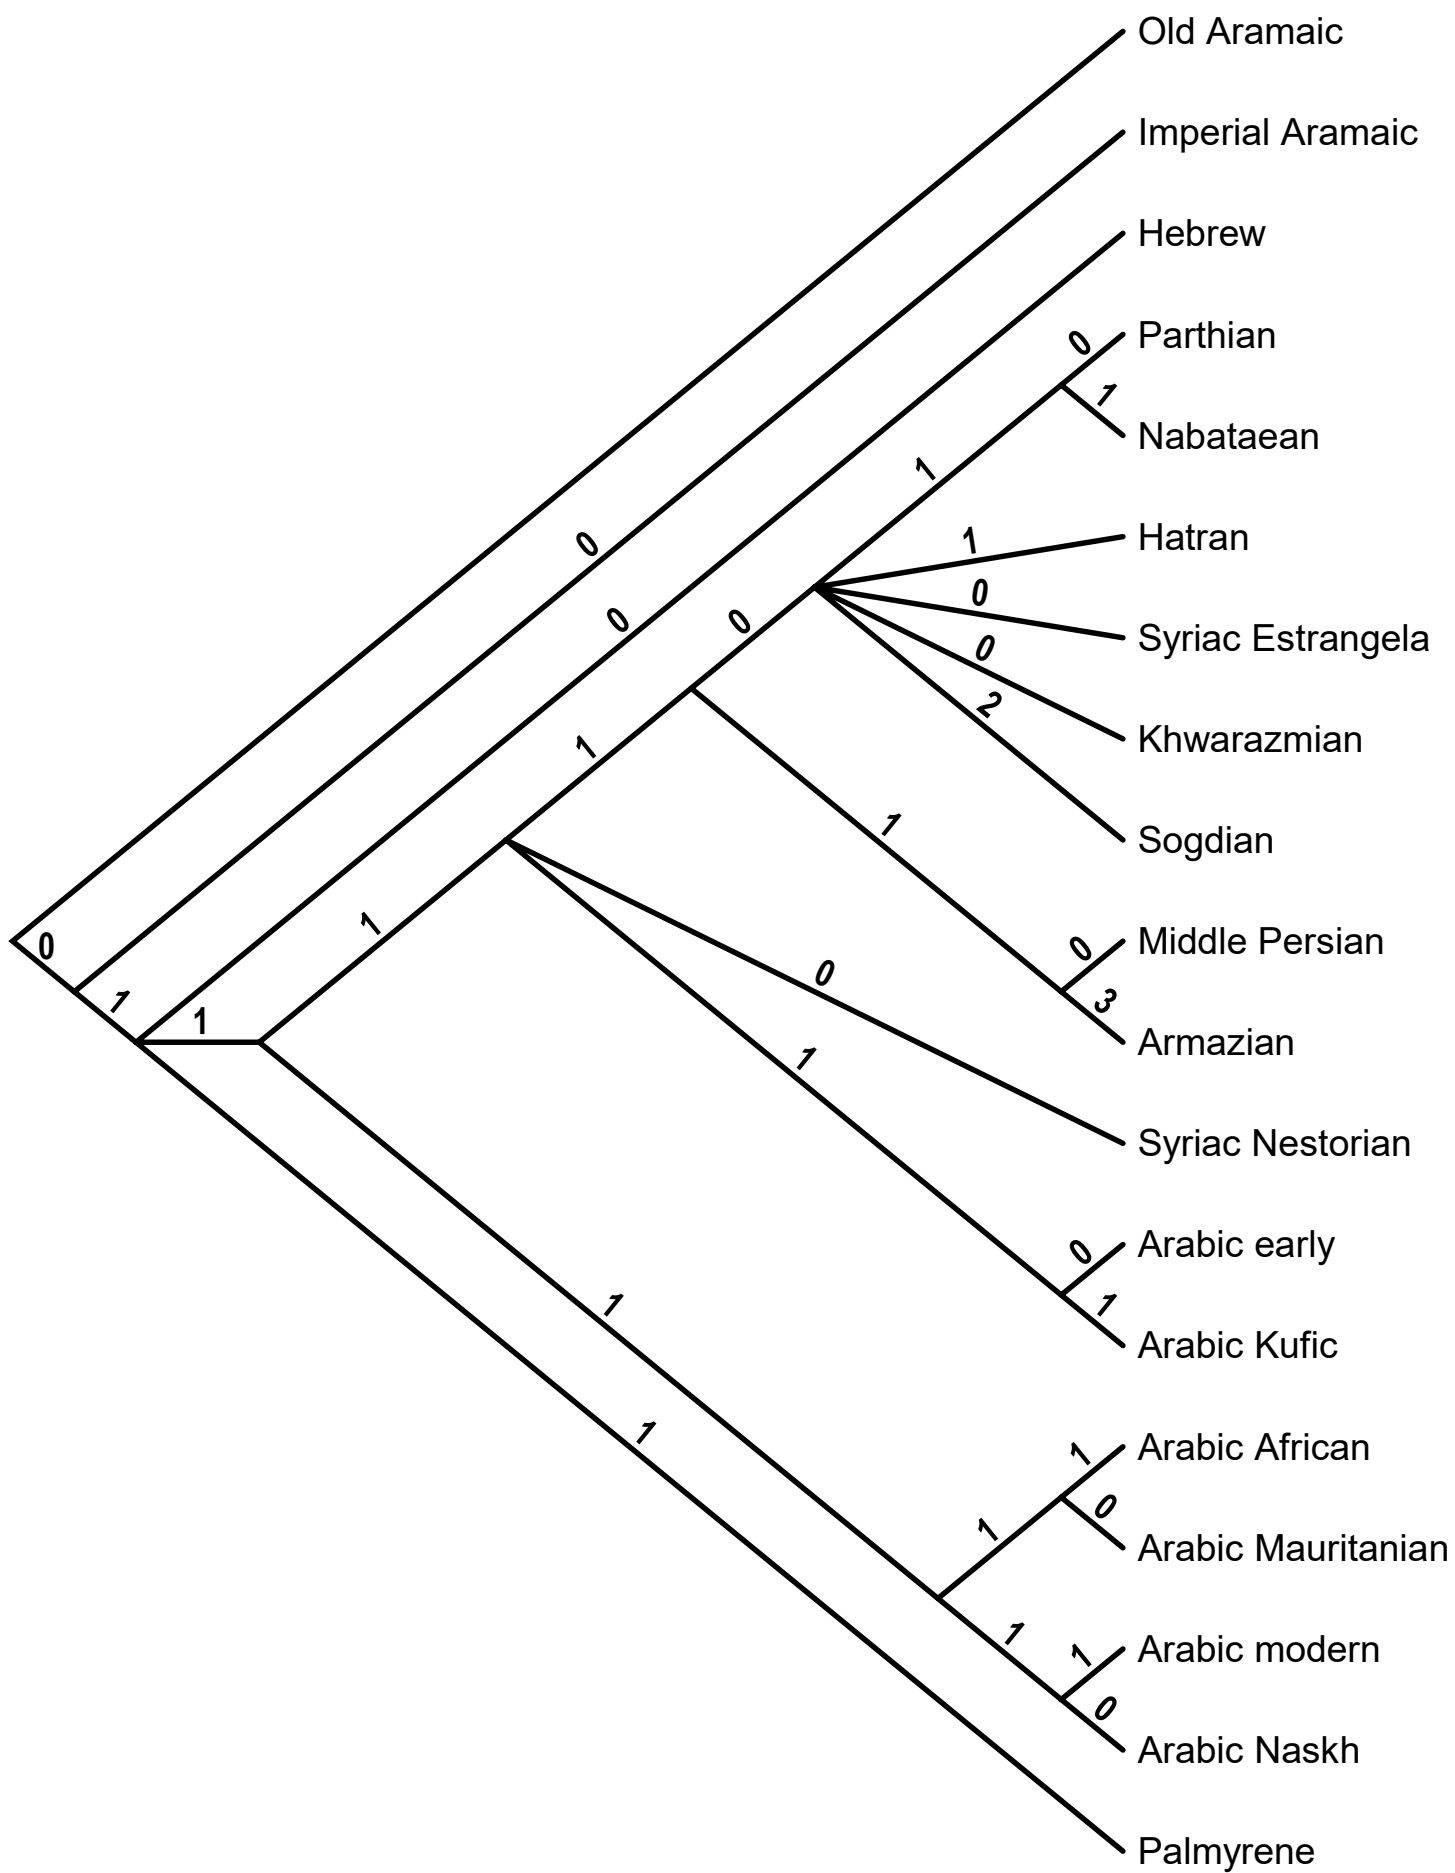 Old Aramaic
Imperial Aramaic
Hebrew
0 Parthian
1
Nabataean
1
1 Hatran
0
0
0
0
Syriac Estrangela
0
2
Khwarazmian
1
1
Sogdian
1
0 0 Middle Persian
0
1 3
1
Armazian
1
Syriac Nestorian
0 Arabic early
1 1
Arabic Kufic
1
1 Arabic African
0
1
Arabic Mauritanian
1
1 Arabic modern
0
Arabic Naskh
Palmyrene